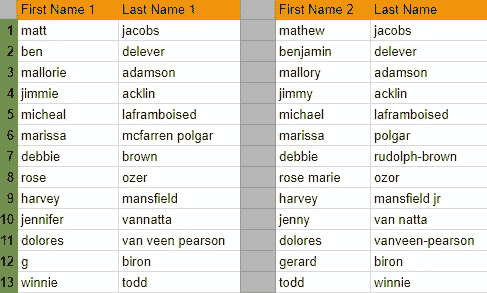 First Name 1 Last Name 1 First Name 2 Last Name
1 matt jacobs mathew jacobs
2 ben delever benjamin delever
3 mallorie adamson mallory adamson
4 jimmie acklin jimmy acklin
5 micheal laframboised michael laframboised
6 marissa mcfarren polgar marissa polgar
7 debbie brown debbie rudolph-brown
8 rose ozer rose marie ozor
9 harvey mansfield harvey mansfield jr
10 jennifer vannatta jenny van natta
11 dolores van veen pearson dolores vanveen-pearson
12 g biron gerard biron
13 winnie todd todd winnie